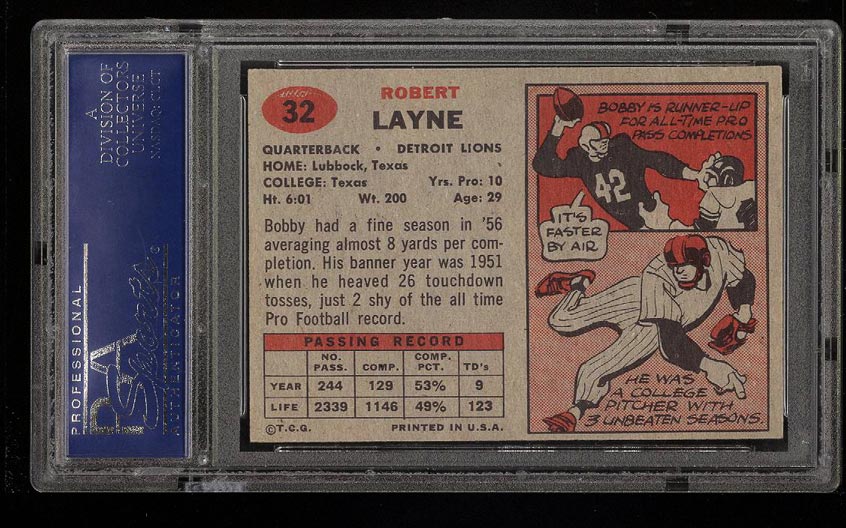 A
DIVISION OF
COLLECTORS
UNIVERSE
NASDAQ: CLCT
PROFESSIONAL
PSA
Sports
AUTHENTICATOR
32
ROBERT
LAYNE
QUARTERBACK • DETROIT LIONS
HOME: Lubbock, Texas
COLLEGE: Texas Yrs. Pro: 10
Ht. 6:01 Wt. 200 Age: 29
Bobby had a fine season in '56
averaging almost 8 yards per com-
pletion. His banner year was 1951
when he heaved 26 touchdown
tosses, just 2 shy of the all time
Pro Football record.
PASSING RECORD
NO. PASS. COMP. COMP. PCT. TD's
YEAR 244 129 53% 9
LIFE 2339 1146 49% 123
©T.C.G. PRINTED IN U.S.A.
BOBBY IS RUNNER-UP
FOR ALL-TIME PRO
PASS COMPLETIONS
42
IT'S
FASTER
BY AIR
HE WAS
A COLLEGE
PITCHER WITH
3 UNBEATEN SEASONS